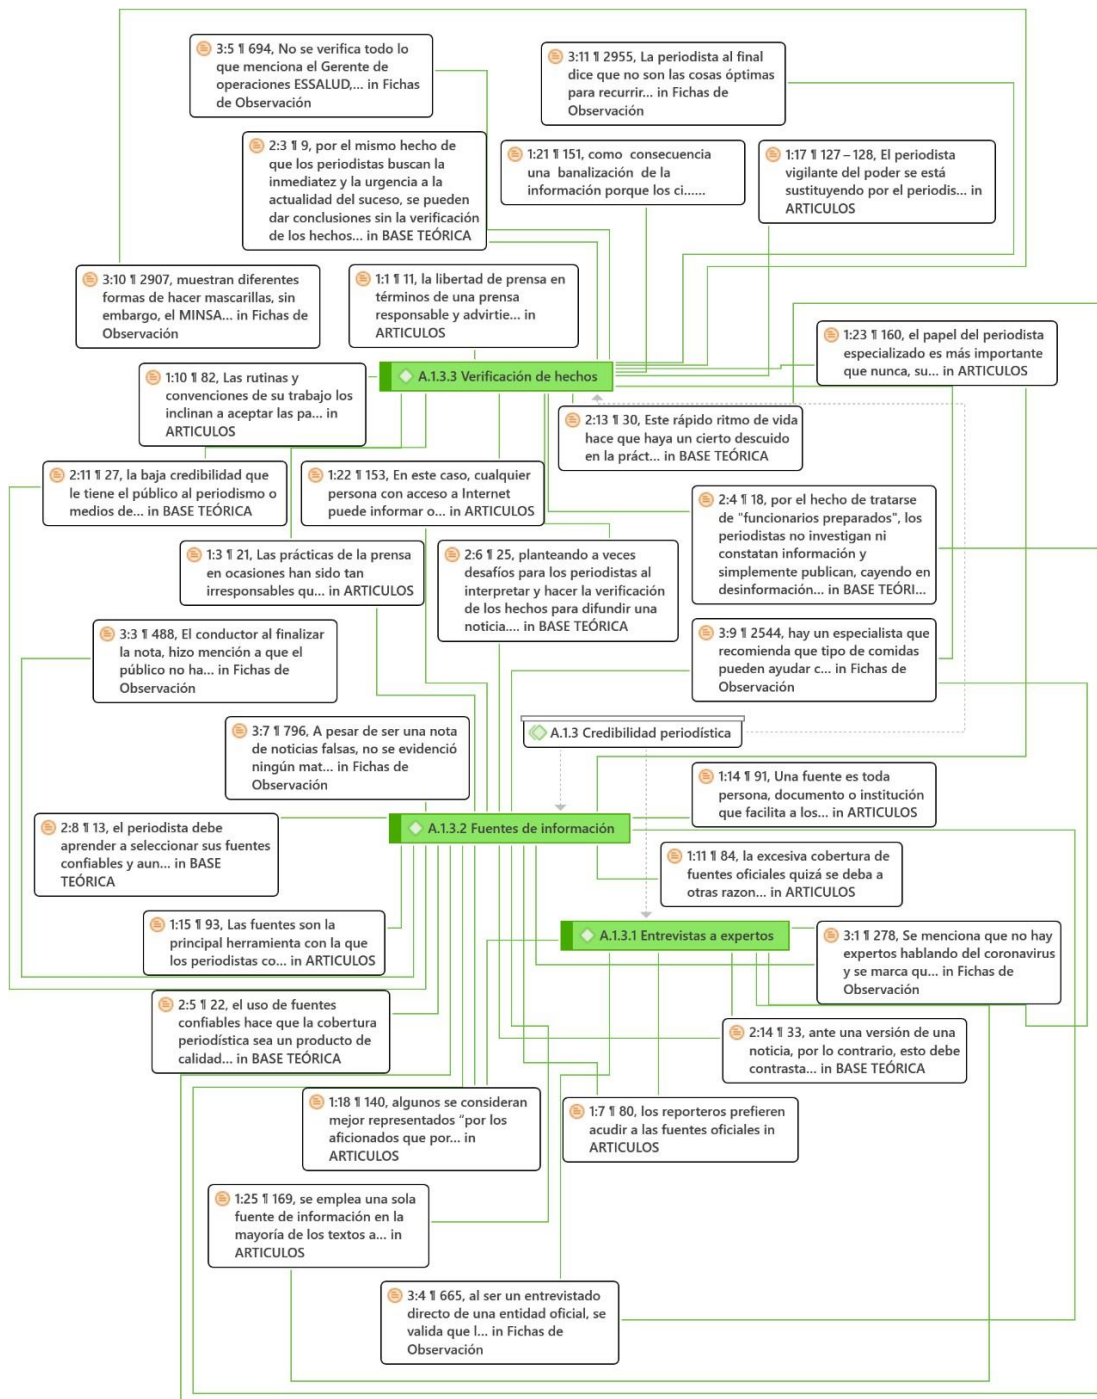 3:5 ¶ 694, No se verifica todo lo
que menciona el Gerente de
operaciones ESSALUD,... in Fichas
de Observación
3:11 ¶ 2955, La periodista al final
dice que no son las cosas óptimas
para recurrir... in Fichas de
Observación
2:3 ¶ 9, por el mismo hecho de
que los periodistas buscan la
inmediatez y la urgencia a la
actualidad del suceso, se pueden
dar conclusiones sin la verificación
de los hechos... in BASE TEÓRICA
1:21 ¶ 151, como consecuencia
una banalización de la
información porque los ci......
1:17 ¶ 127 – 128, El periodista
vigilante del poder se está
sustituyendo por el periodis... in
ARTICULOS
3:10 ¶ 2907, muestran diferentes
formas de hacer mascarillas, sin
embargo, el MINSA... in Fichas de
Observación
1:1 ¶ 11, la libertad de prensa en
términos de una prensa
responsable y advirtie... in
ARTICULOS
1:23 ¶ 160, el papel del periodista
especializado es más importante
que nunca, su... in ARTICULOS
A.1.3.3 Verificación de hechos
1:10 ¶ 82, Las rutinas y
convenciones de su trabajo los
inclinan a aceptar las pa... in
ARTICULOS
2:13 ¶ 30, Este rápido ritmo de vida
hace que haya un cierto descuido
en la práct... in BASE TEÓRICA
2:11 ¶ 27, la baja credibilidad que
le tiene el público al periodismo o
medios de... in BASE TEÓRICA
1:22 ¶ 153, En este caso, cualquier
persona con acceso a Internet
puede informar o... in ARTICULOS
2:4 ¶ 18, por el hecho de tratarse
de "funcionarios preparados", los
periodistas no investigan ni
constatan información y
simplemente publican, cayendo en
desinformación... in BASE TEÓRI...
1:3 ¶ 21, Las prácticas de la prensa
en ocasiones han sido tan
irresponsables qu... in ARTICULOS
2:6 ¶ 25, planteando a veces
desafíos para los periodistas al
interpretar y hacer la verificación
de los hechos para difundir una
noticia.... in BASE TEÓRICA
3:3 ¶ 488, El conductor al finalizar
la nota, hizo mención a que el
público no ha... in Fichas de
Observación
3:9 ¶ 2544, hay un especialista que
recomienda que tipo de comidas
pueden ayudar c... in Fichas de
Observación
3:7 ¶ 796, A pesar de ser una nota
de noticias falsas, no se evidenció
ningún mat... in Fichas de
Observación
A.1.3 Credibilidad periodística
1:14 ¶ 91, Una fuente es toda
persona, documento o institución
que facilita a los... in ARTICULOS
2:8 ¶ 13, el periodista debe
aprender a seleccionar sus fuentes
confiables y aun... in BASE
TEÓRICA
A.1.3.2 Fuentes de información
1:11 ¶ 84, la excesiva cobertura de
fuentes oficiales quizá se deba a
otras razon... in ARTICULOS
1:15 ¶ 93, Las fuentes son la
principal herramienta con la que
los periodistas co... in ARTICULOS
A.1.3.1 Entrevistas a expertos
3:1 ¶ 278, Se menciona que no hay
expertos hablando del coronavirus
y se marca qu... in Fichas de
Observación
2:5 ¶ 22, el uso de fuentes
confiables hace que la cobertura
periodística sea un producto de
calidad... in BASE TEÓRICA
2:14 ¶ 33, ante una versión de una
noticia, por lo contrario, esto debe
contrasta... in BASE TEÓRICA
1:18 ¶ 140, algunos se consideran
mejor representados "por los
aficionados que por... in
ARTICULOS
1:7 ¶ 80, los reporteros prefieren
acudir a las fuentes oficiales in
ARTICULOS
1:25 ¶ 169, se emplea una sola
fuente de información en la
mayoría de los textos a... in
ARTICULOS
3:4 ¶ 665, al ser un entrevistado
directo de una entidad oficial, se
valida que l... in Fichas de
Observación